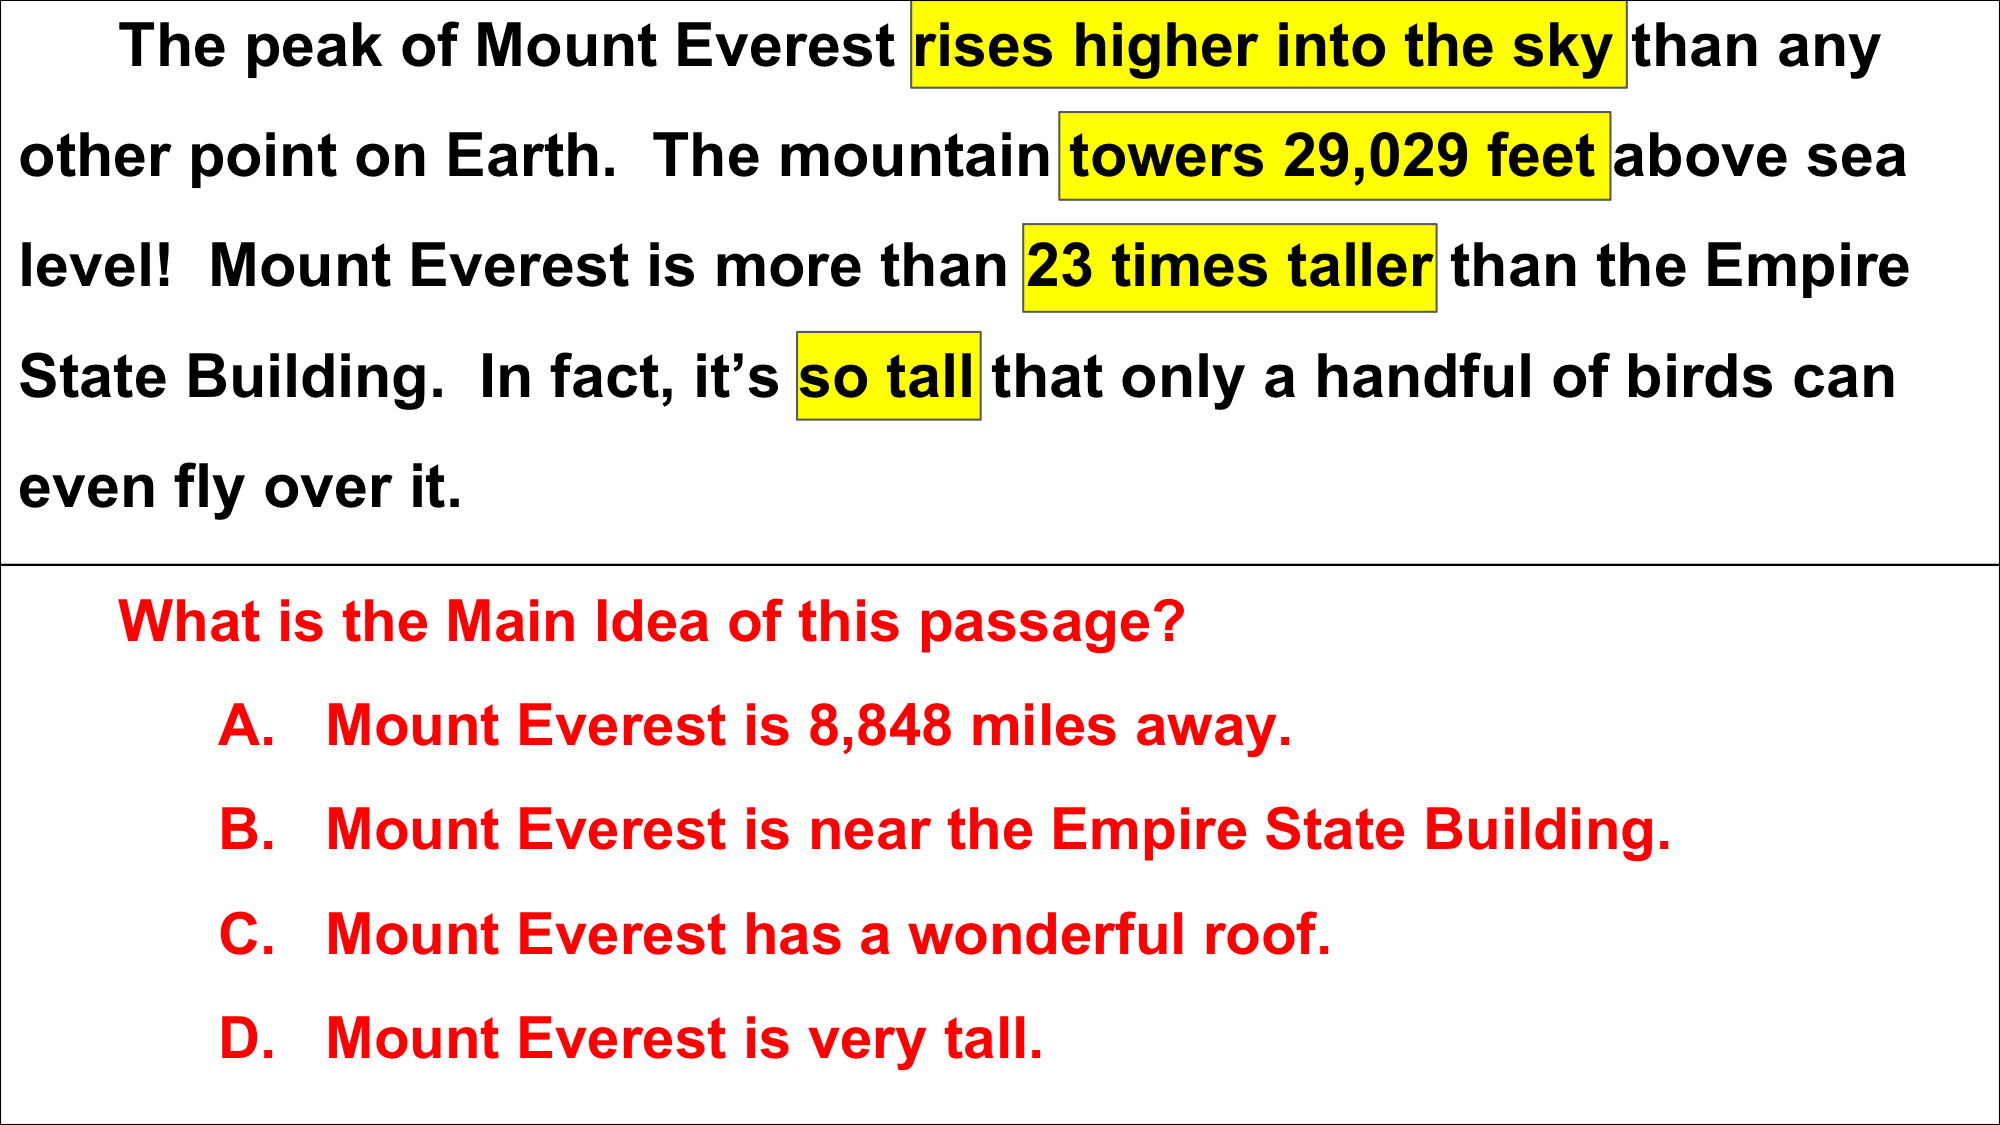 The peak of Mount Everest rises higher into the sky than any
other point on Earth.  The mountain towers 29,029 feet above sea
level!  Mount Everest is more than 23 times taller than the Empire
State Building.  In fact, it’s so tall that only a handful of birds can
even fly over it.
What is the Main Idea of this passage?
A. Mount Everest is 8,848 miles away.
B. Mount Everest is near the Empire State Building.
C. Mount Everest has a wonderful roof.
D. Mount Everest is very tall.